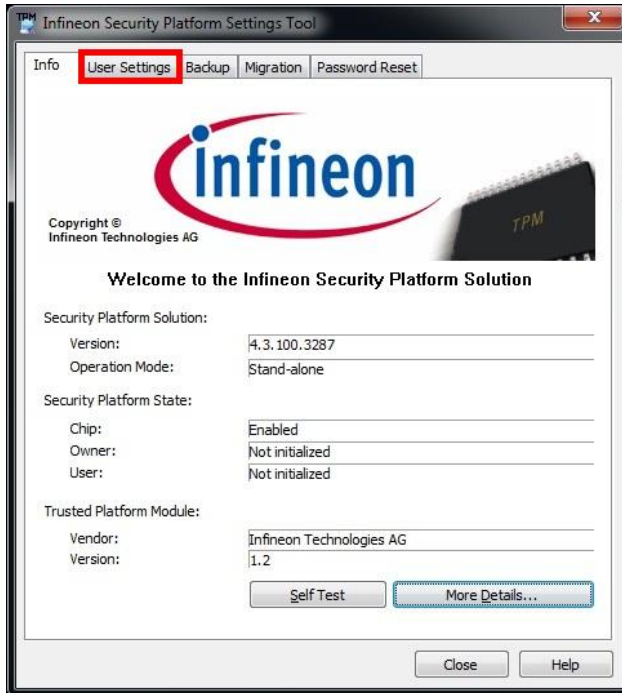 TPM Infineon Security Platform Settings Tool
Info User Settings Backup Migration Password Reset
infineon
TPM
Copyright ©
Infineon Technologies AG
Welcome to the Infineon Security Platform Solution
Security Platform Solution:
Version: 4.3.100.3287
Operation Mode: Stand-alone
Security Platform State:
Chip: Enabled
Owner: Not initialized
User: Not initialized
Trusted Platform Module:
Vendor: Infineon Technologies AG
Version: 1.2
Self Test More Details...
Close Help